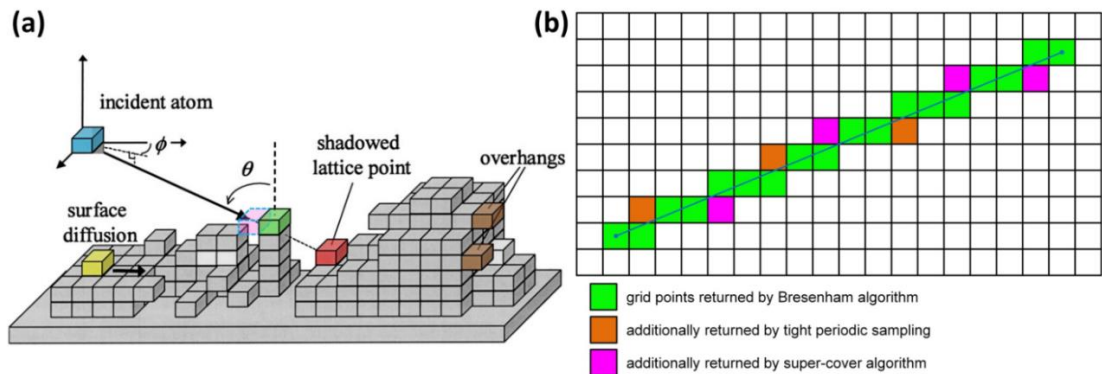 (a)
incident atom
ϕ
θ
shadowed
lattice point
overhangs
surface
diffusion
(b)
grid points returned by Bresenham algorithm
additionally returned by tight periodic sampling
additionally returned by super-cover algorithm